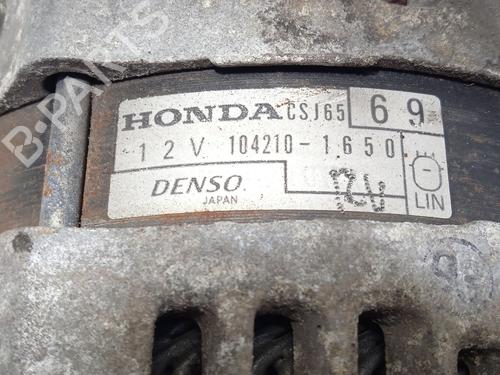 HONDA CSJ65 69
12V 104210-1650
DENSO
JAPAN
12V
LIN
B-PARTS